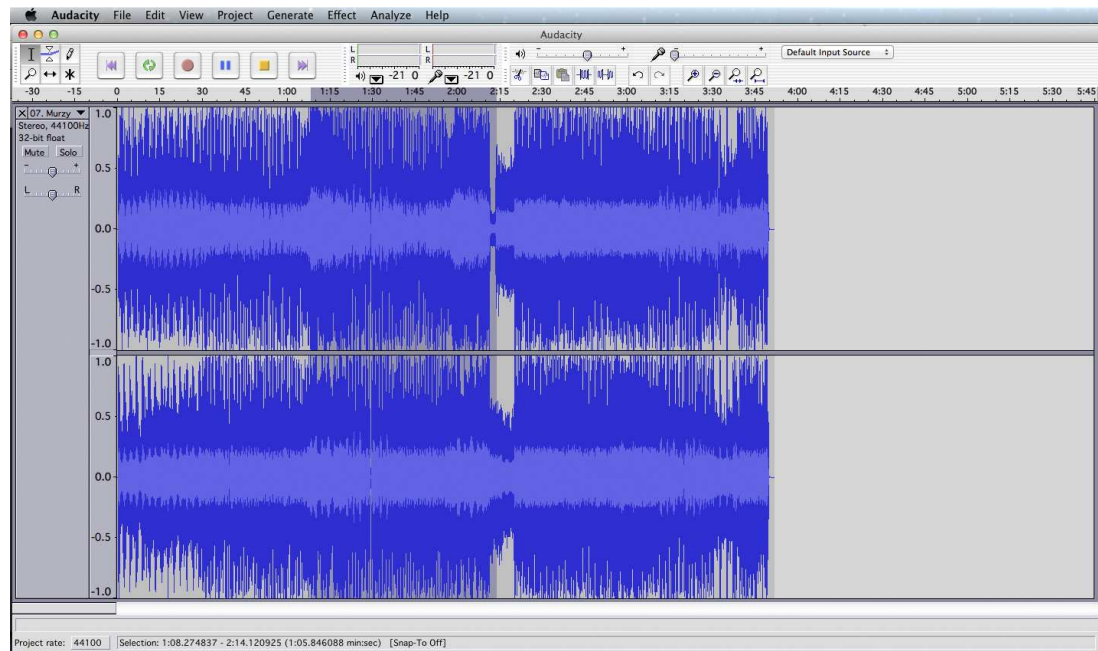 Audacity File Edit View Project Generate Effect Analyze Help
Audacity
L
R
L
R
- + - + Default Input Source
-21 0 -21 0
-30 -15 0 15 30 45 1:00 1:15 1:30 1:45 2:00 2:15 2:30 2:45 3:00 3:15 3:30 3:45 4:00 4:15 4:30 4:45 5:00 5:15 5:30 5:45
X 07. Murzy 1.0
Stereo, 44100Hz
32-bit float
Mute Solo
- +
0.5
L R
0.0
-0.5
-1.0
1.0
0.5
0.0
-0.5
-1.0
Project rate: 44100 Selection: 1:08.274837 - 2:14.120925 (1:05.846088 min:sec) [Snap-To Off]